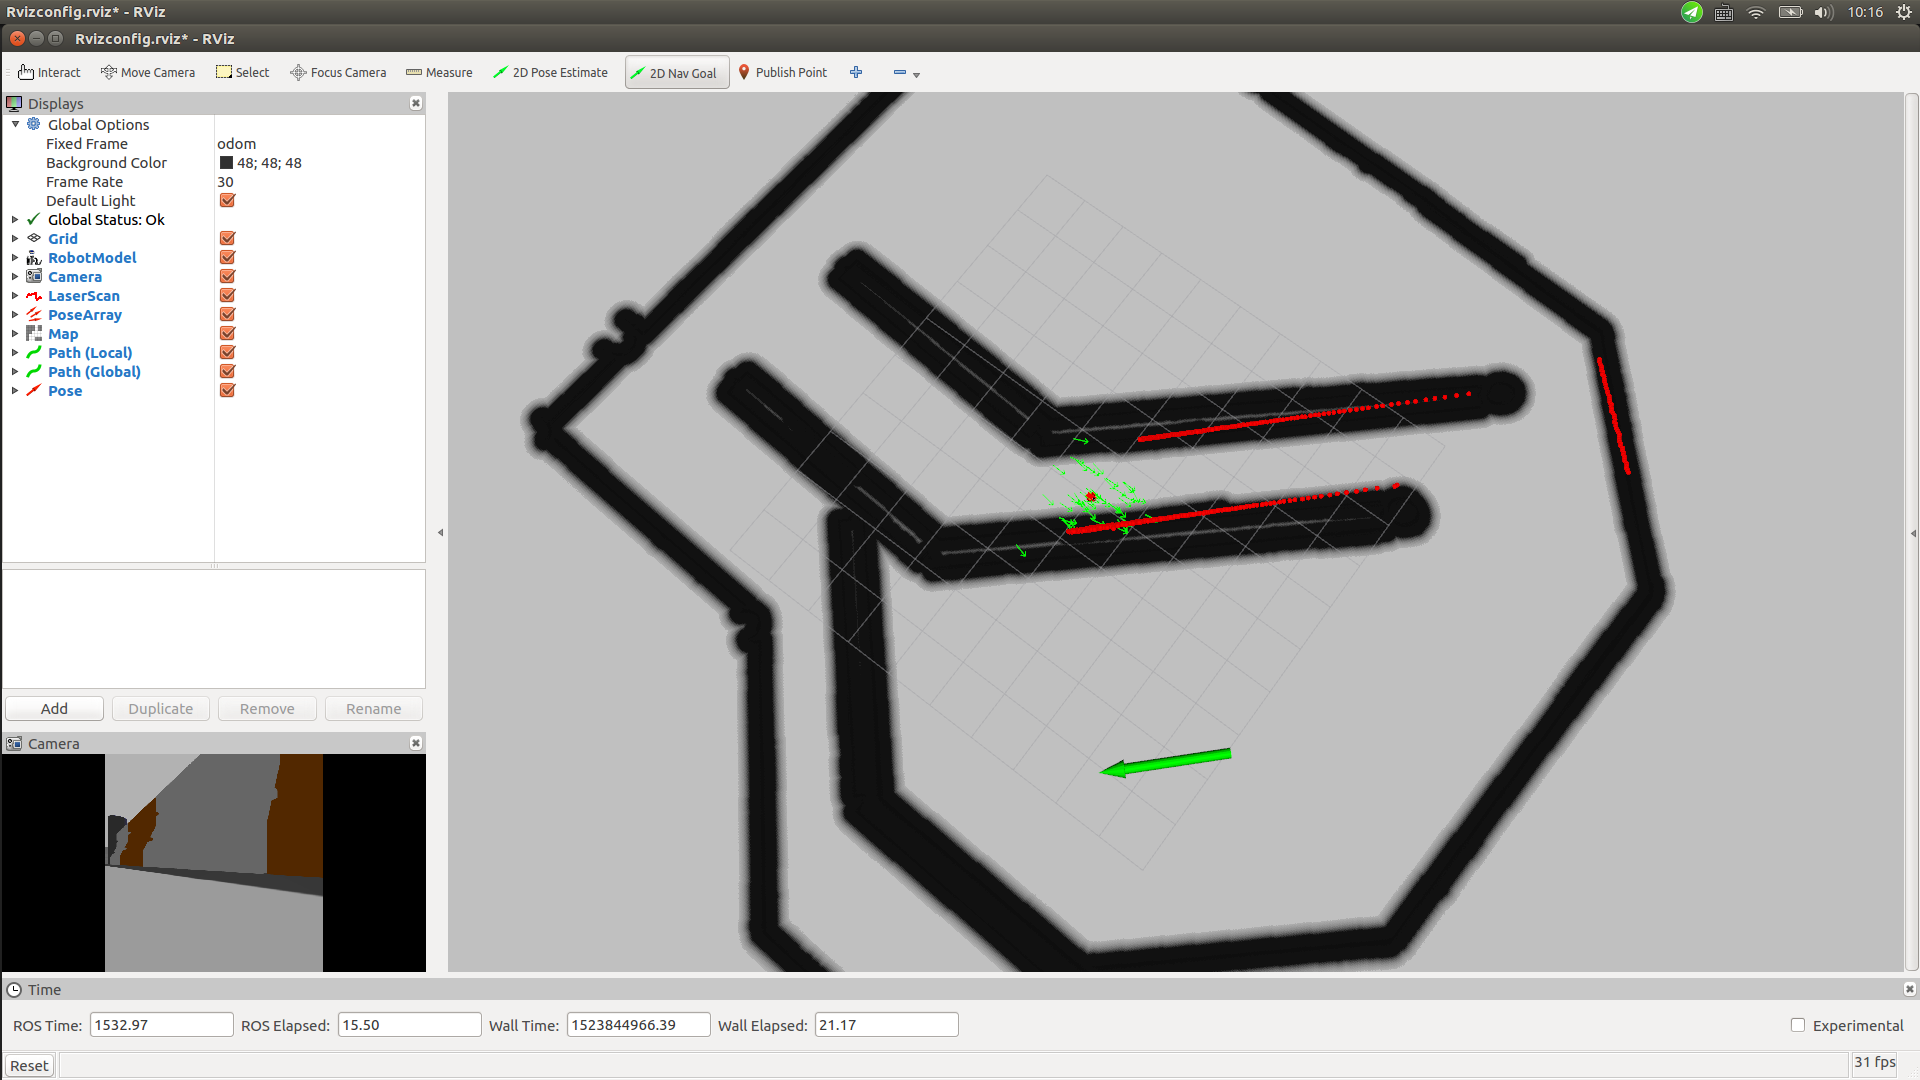 Rvizconfig.rviz* - RViz
10:16
Rvizconfig.rviz* - RViz
Interact Move Camera Select Focus Camera Measure 2D Pose Estimate 2D Nav Goal Publish Point
Displays
Global Options
Fixed Frame odom
Background Color 48; 48; 48
Frame Rate 30
Default Light
Global Status: Ok
Grid
RobotModel
Camera
LaserScan
PoseArray
Map
Path (Local)
Path (Global)
Pose
Add Duplicate Remove Rename
Camera
Time
ROS Time: 1532.97 ROS Elapsed: 15.50 Wall Time: 1523844966.39 Wall Elapsed: 21.17 Experimental
Reset 31 fps